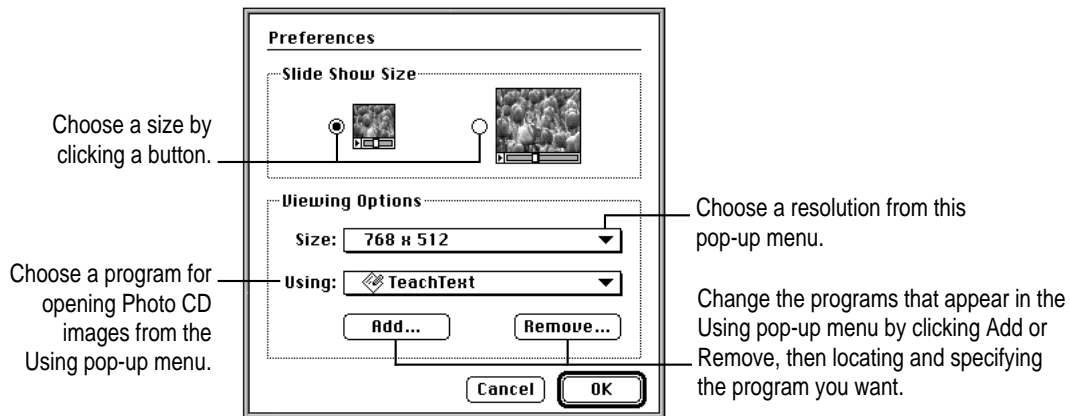 Preferences
Slide Show Size
Choose a size by
clicking a button.
Viewing Options
Size: 768 x 512
Choose a resolution from this
pop-up menu.
Choose a program for
opening Photo CD
images from the
Using pop-up menu.
Using: TeachText
Add... Remove...
Change the programs that appear in the
Using pop-up menu by clicking Add or
Remove, then locating and specifying
the program you want.
Cancel OK